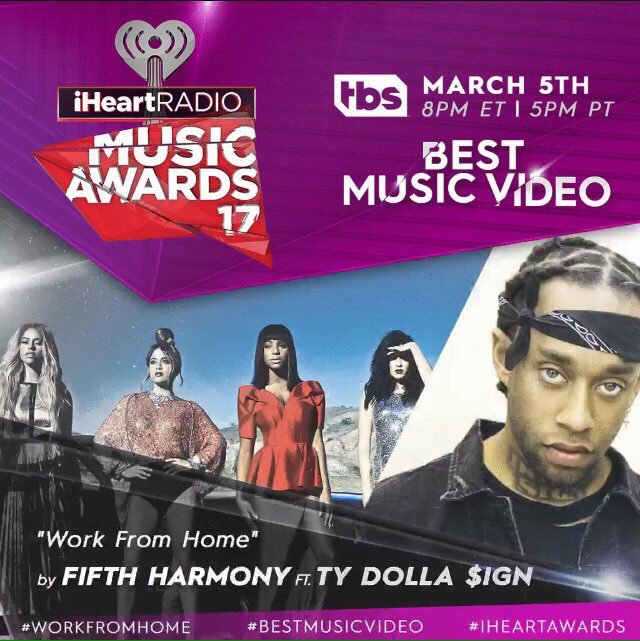 iHeartRADIO
MUSIC
AWARDS
17
tbs
MARCH 5TH
8PM ET | 5PM PT
BEST
MUSIC VIDEO
"Work From Home"
by FIFTH HARMONY FT. TY DOLLA $IGN
#WORKFROMHOME #BESTMUSICVIDEO #IHEARTAWARDS